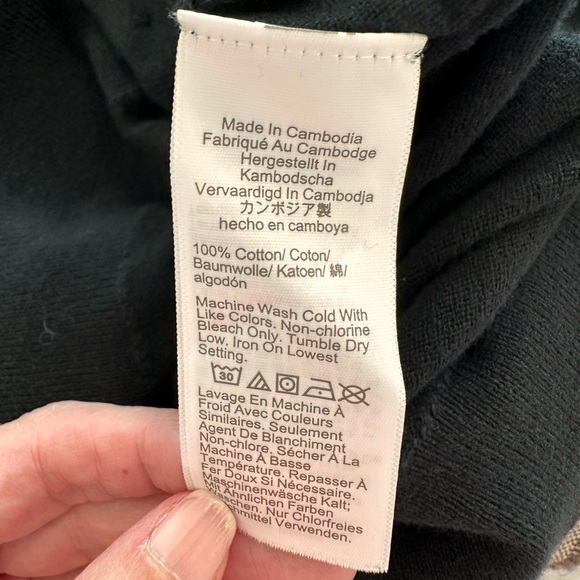 Made In Cambodia
Fabriqué Au Cambodge
Hergestellt In
Kambodscha
Vervaardigd In Cambodja
カンボジア製
hecho en camboya
100% Cotton/ Coton/
Baumwolle/ Katoen/ 綿/
algodón
Machine Wash Cold With
Like Colors. Non-chlorine
Bleach Only. Tumble Dry
Low. Iron On Lowest
Setting.
30
Lavage En Machine À
Froid Avec Couleurs
Similaires. Seulement
Agent De Blanchiment
Non-chlore. Sécher À La
Machine À Basse
Température. Repasser À
Fer Doux Si Nécessaire.
Maschinenwäsche Kalt;
Mit Ähnlichen Farben
Nur Chlorfreies
Verwenden.